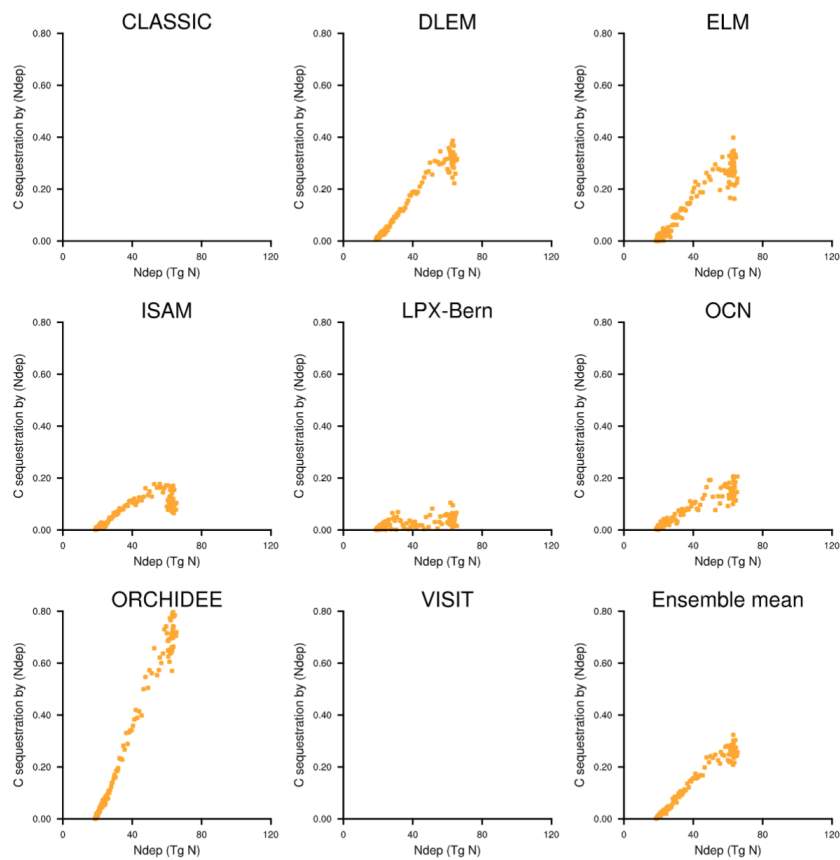 CLASSIC DLEM ELM
0.80 0.80 0.80
0.60 0.60 0.60
0.40 0.40 0.40
0.20 0.20 0.20
0.00 0.00 0.00
C sequestration by (Ndep) C sequestration by (Ndep) C sequestration by (Ndep)
0 40 80 120 0 40 80 120 0 40 80 120
Ndep (Tg N) Ndep (Tg N) Ndep (Tg N)
ISAM LPX-Bern OCN
0.80 0.80 0.80
0.60 0.60 0.60
0.40 0.40 0.40
0.20 0.20 0.20
0.00 0.00 0.00
C sequestration by (Ndep) C sequestration by (Ndep) C sequestration by (Ndep)
0 40 80 120 0 40 80 120 0 40 80 120
Ndep (Tg N) Ndep (Tg N) Ndep (Tg N)
ORCHIDEE VISIT Ensemble mean
0.80 0.80 0.80
0.60 0.60 0.60
0.40 0.40 0.40
0.20 0.20 0.20
0.00 0.00 0.00
C sequestration by (Ndep) C sequestration by (Ndep) C sequestration by (Ndep)
0 40 80 120 0 40 80 120 0 40 80 120
Ndep (Tg N) Ndep (Tg N) Ndep (Tg N)